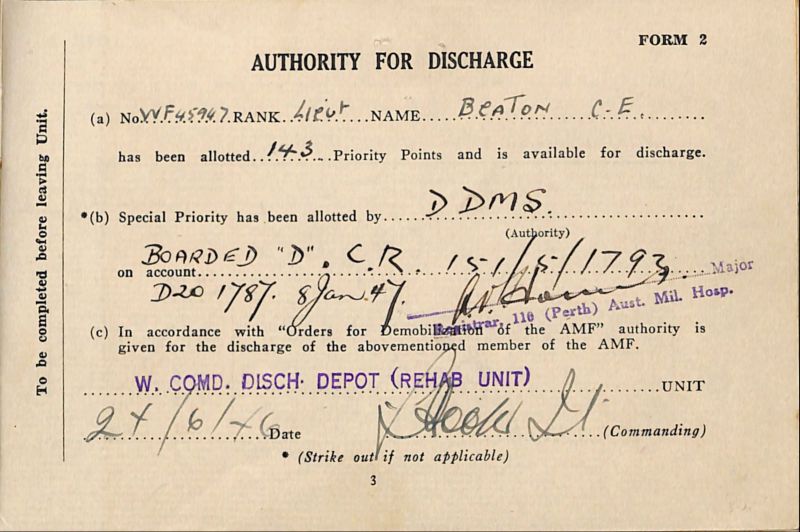 FORM 2
AUTHORITY FOR DISCHARGE
To be completed before leaving Unit.
(a) No. WF45947 RANK Lieut NAME BEATON C-E
has been allotted 143 Priority Points and is available for discharge.
*(b) Special Priority has been allotted by DDMS.
(Authority)
BOARDED "D". C.R.
on account 151/5/1793 Major
D20 1787. 8 Jan 47.
Registrar, 110 (Perth) Aust. Mil. Hosp.
(c) In accordance with "Orders for Demobilization of the AMF" authority is
given for the discharge of the abovementioned member of the AMF.
W. COMD. DISCH. DEPOT (REHAB UNIT) UNIT
24/6/46 Date Lt. (Commanding)
* (Strike out if not applicable)
3